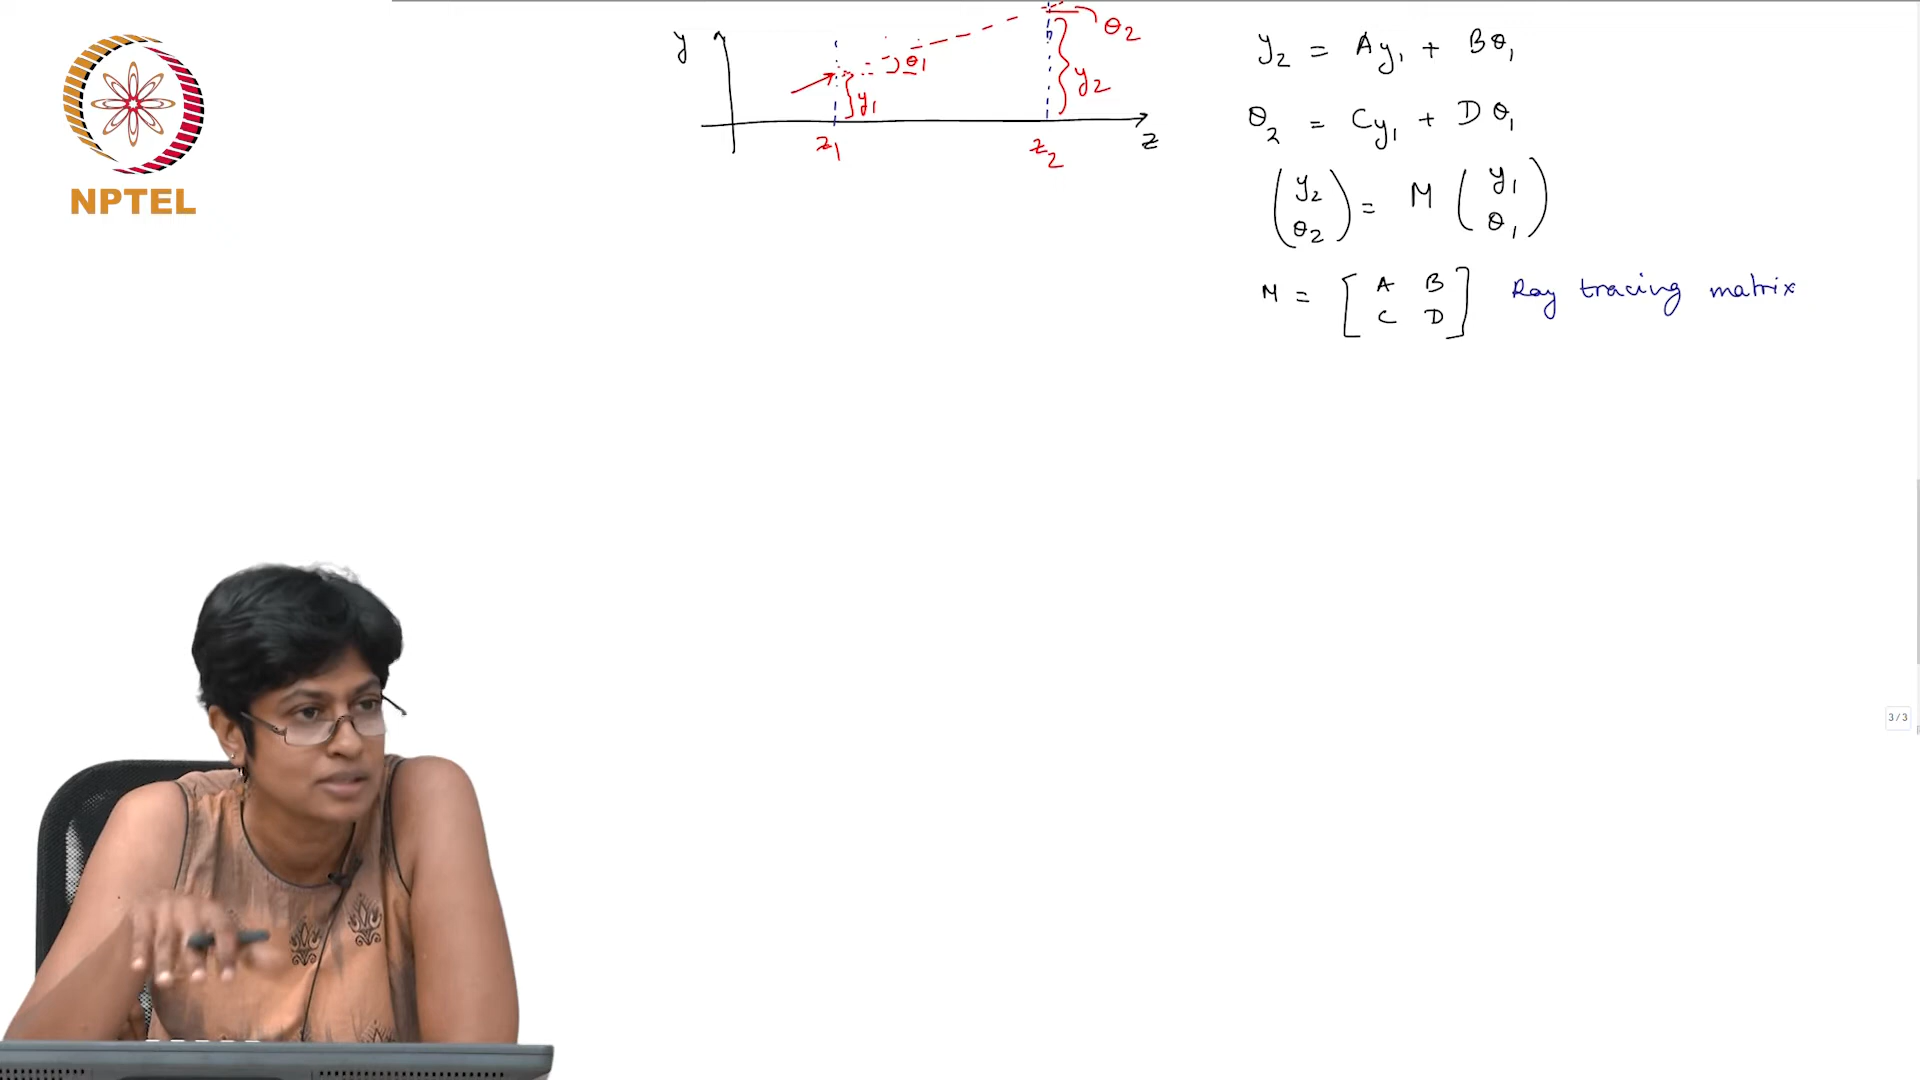 NPTEL
y
θ₁
y₁
z₁
θ₂
y₂
z₂
z
y₂ = Ay₁ + Bθ₁
θ₂ = Cy₁ + Dθ₁
(y₂ θ₂) = M (y₁ θ₁)
M = [A B
C D] Ray tracing matrix
3/3